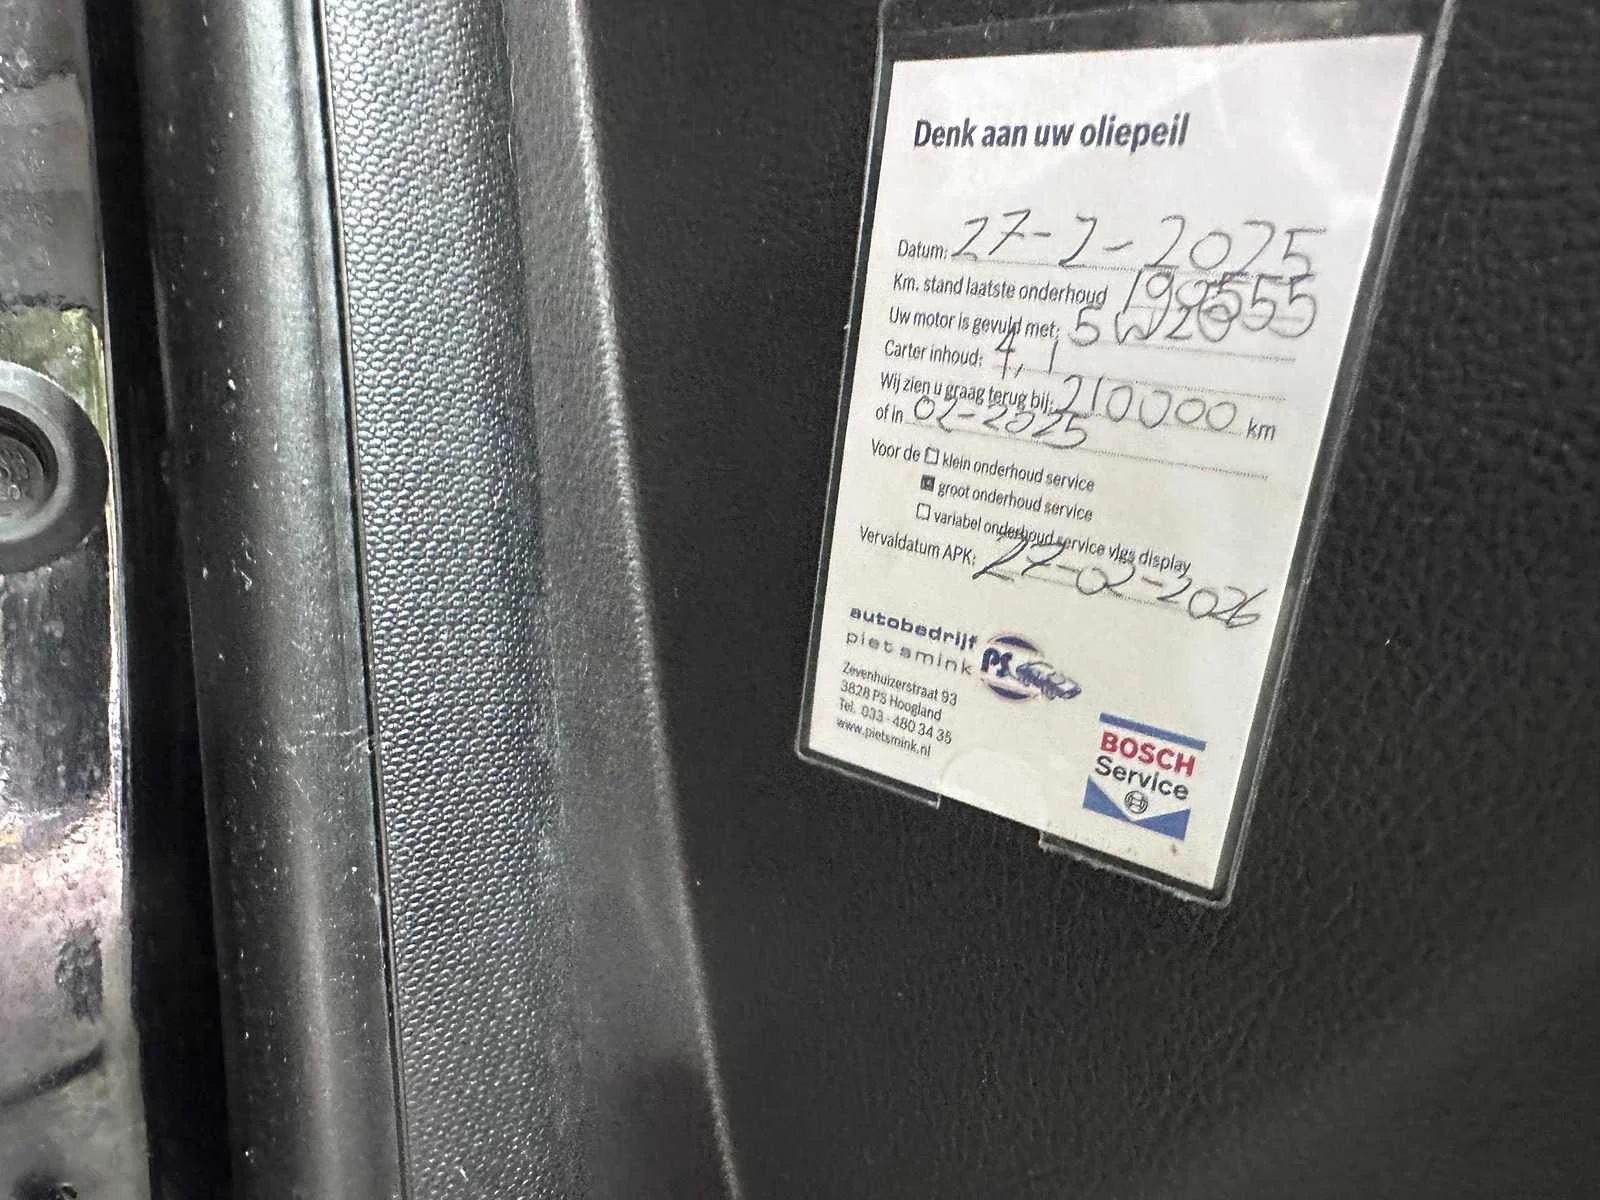 Denk aan uw oliepeil
Datum: 27-2-2025
Km. stand laatste onderhoud 199555
Uw motor is gevuld met: 5W20
Carter inhoud: 4,1
Wij zien u graag terug bij: 210000 km
of in 02-2025
Voor de klein onderhoud service
groot onderhoud service
variabel onderhoud service vlgs display
Vervaldatum APK: 27-02-2026
autobedrijf
piet smink
PS
Zevenhuizerstraat 93
3828 PS Hoogland
Tel. 033 - 480 34 35
www.pietsmink.nl
BOSCH
Service